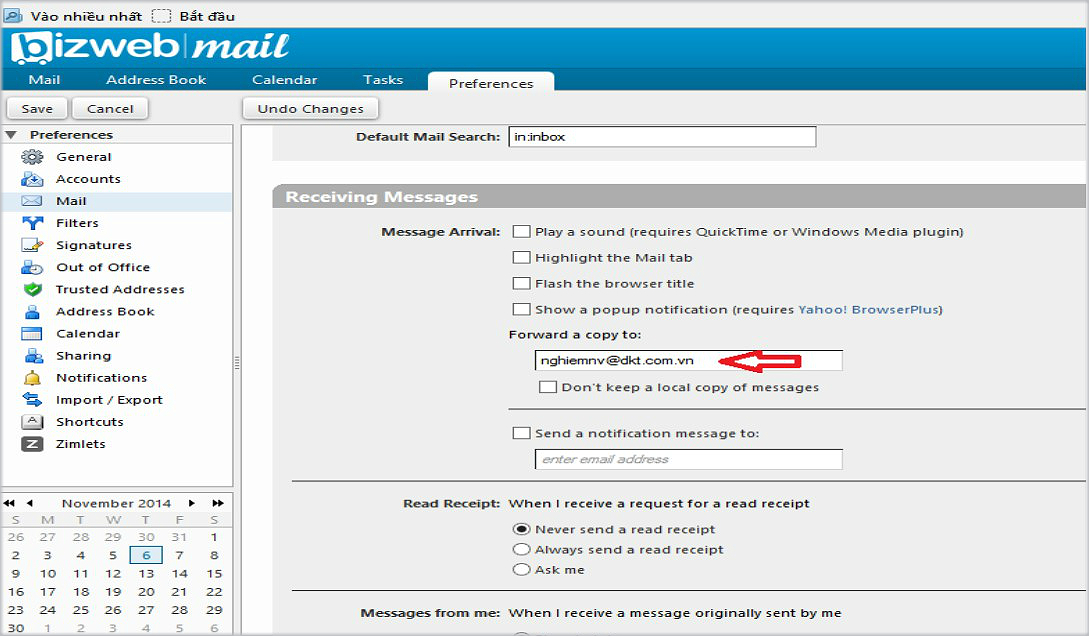 Vào nhiều nhất Bắt đầu
bizweb mail
Mail Address Book Calendar Tasks Preferences
Save Cancel Undo Changes
Preferences
General
Accounts
Mail
Filters
Signatures
Out of Office
Trusted Addresses
Address Book
Calendar
Sharing
Notifications
Import / Export
Shortcuts
Zimlets
November 2014
S M T W T F S
26 27 28 29 30 31 1
2 3 4 5 6 7 8
9 10 11 12 13 14 15
16 17 18 19 20 21 22
23 24 25 26 27 28 29
30 1 2 3 4 5 6
Default Mail Search: in:inbox
Receiving Messages
Message Arrival: Play a sound (requires QuickTime or Windows Media plugin)
Highlight the Mail tab
Flash the browser title
Show a popup notification (requires Yahoo! BrowserPlus)
Forward a copy to:
nghiemnv@dkt.com.vn
Don't keep a local copy of messages
Send a notification message to:
enter email address
Read Receipt: When I receive a request for a read receipt
Never send a read receipt
Always send a read receipt
Ask me
Messages from me: When I receive a message originally sent by me